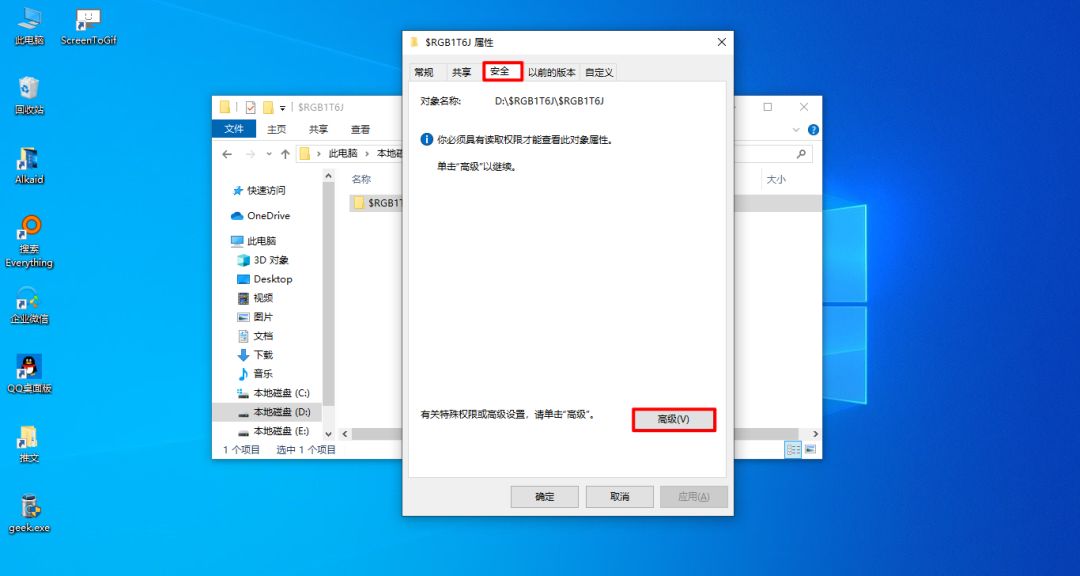 此电脑
ScreenToGif
回收站
Alkaid
搜索
Everything
企业微信
QQ桌面版
推文
geek.exe
$RGB1T6J
文件
主页
共享
查看
此电脑
本地磁
名称
大小
$RGB1T
快速访问
OneDrive
此电脑
3D 对象
Desktop
视频
图片
文档
下载
音乐
本地磁盘 (C:)
本地磁盘 (D:)
本地磁盘 (E:)
1 个项目 选中 1 个项目
$RGB1T6J 属性
常规 共享 安全 以前的版本 自定义
对象名称: D:\$RGB1T6J\$RGB1T6J
你必须具有读取权限才能查看此对象属性。
单击"高级"以继续。
有关特殊权限或高级设置，请单击"高级"。
高级(V)
确定 取消 应用(A)